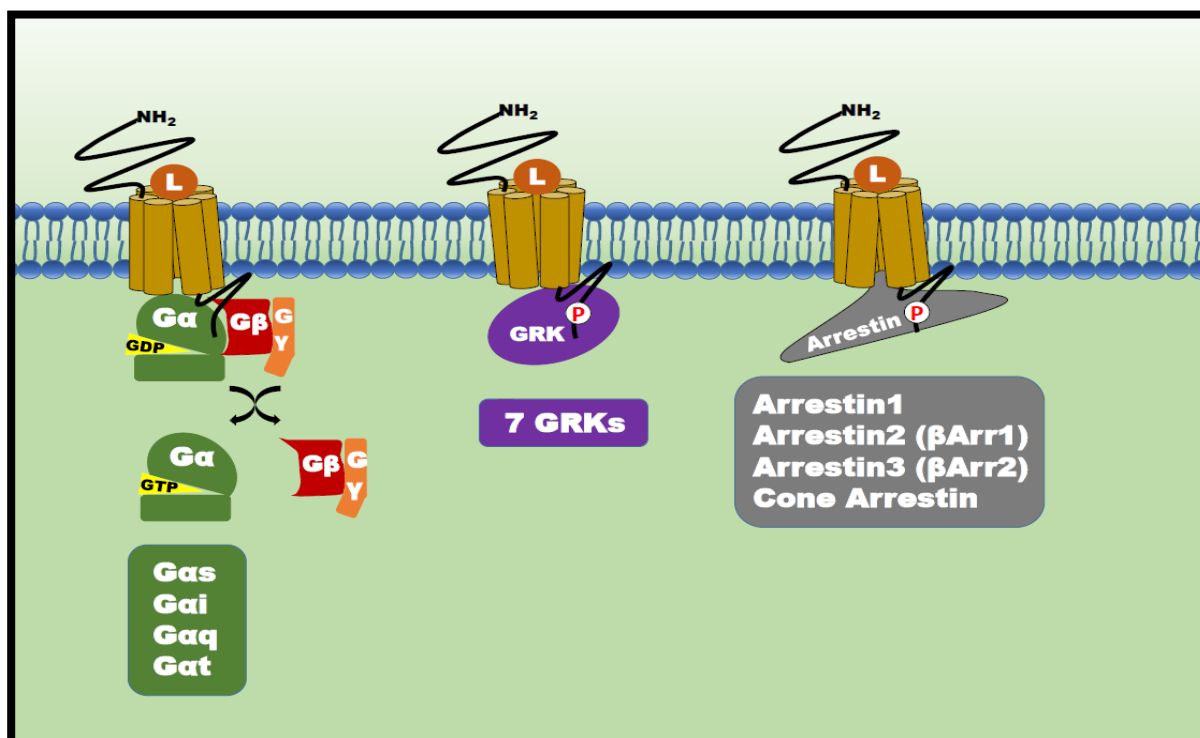 NH₂
L
Gα
GDP
Gβ
G
γ
Gα
GTP
Gβ
G
γ
Gαs
Gαi
Gαq
Gαt
NH₂
L
GRK
P
7 GRKs
NH₂
L
Arrestin
P
Arrestin1
Arrestin2 (βArr1)
Arrestin3 (βArr2)
Cone Arrestin